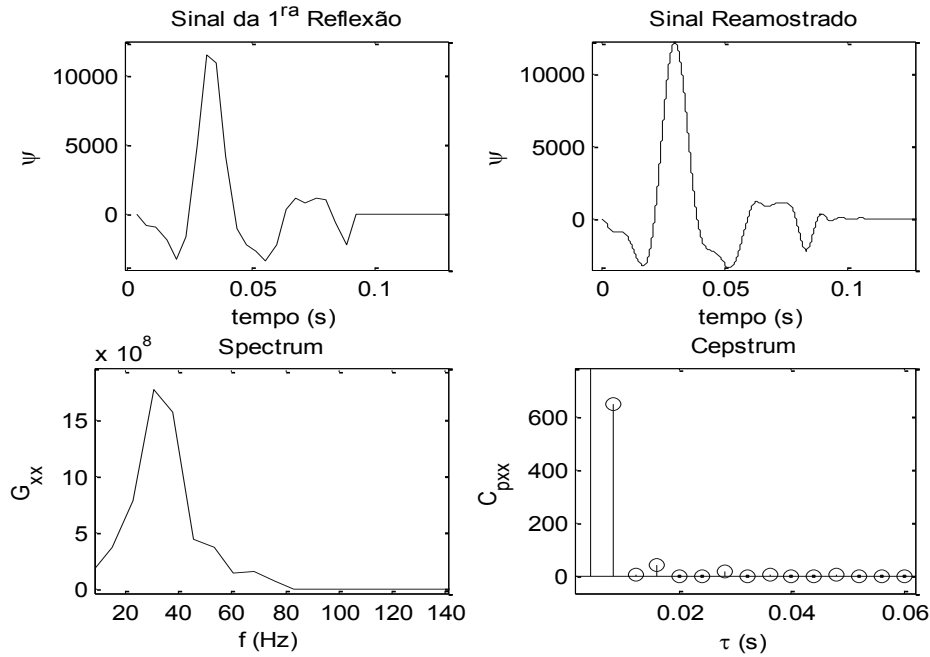 Sinal da 1ra Reflexão
10000
5000
0
ψ
0
0.05
0.1
tempo (s)
Sinal Reamostrado
10000
5000
0
ψ
0
0.05
0.1
tempo (s)
x 10^8
Spectrum
15
10
5
0
Gxx
20
40
60
80
100
120
140
f (Hz)
Cepstrum
600
400
200
0
Cpxx
0.02
0.04
0.06
τ (s)